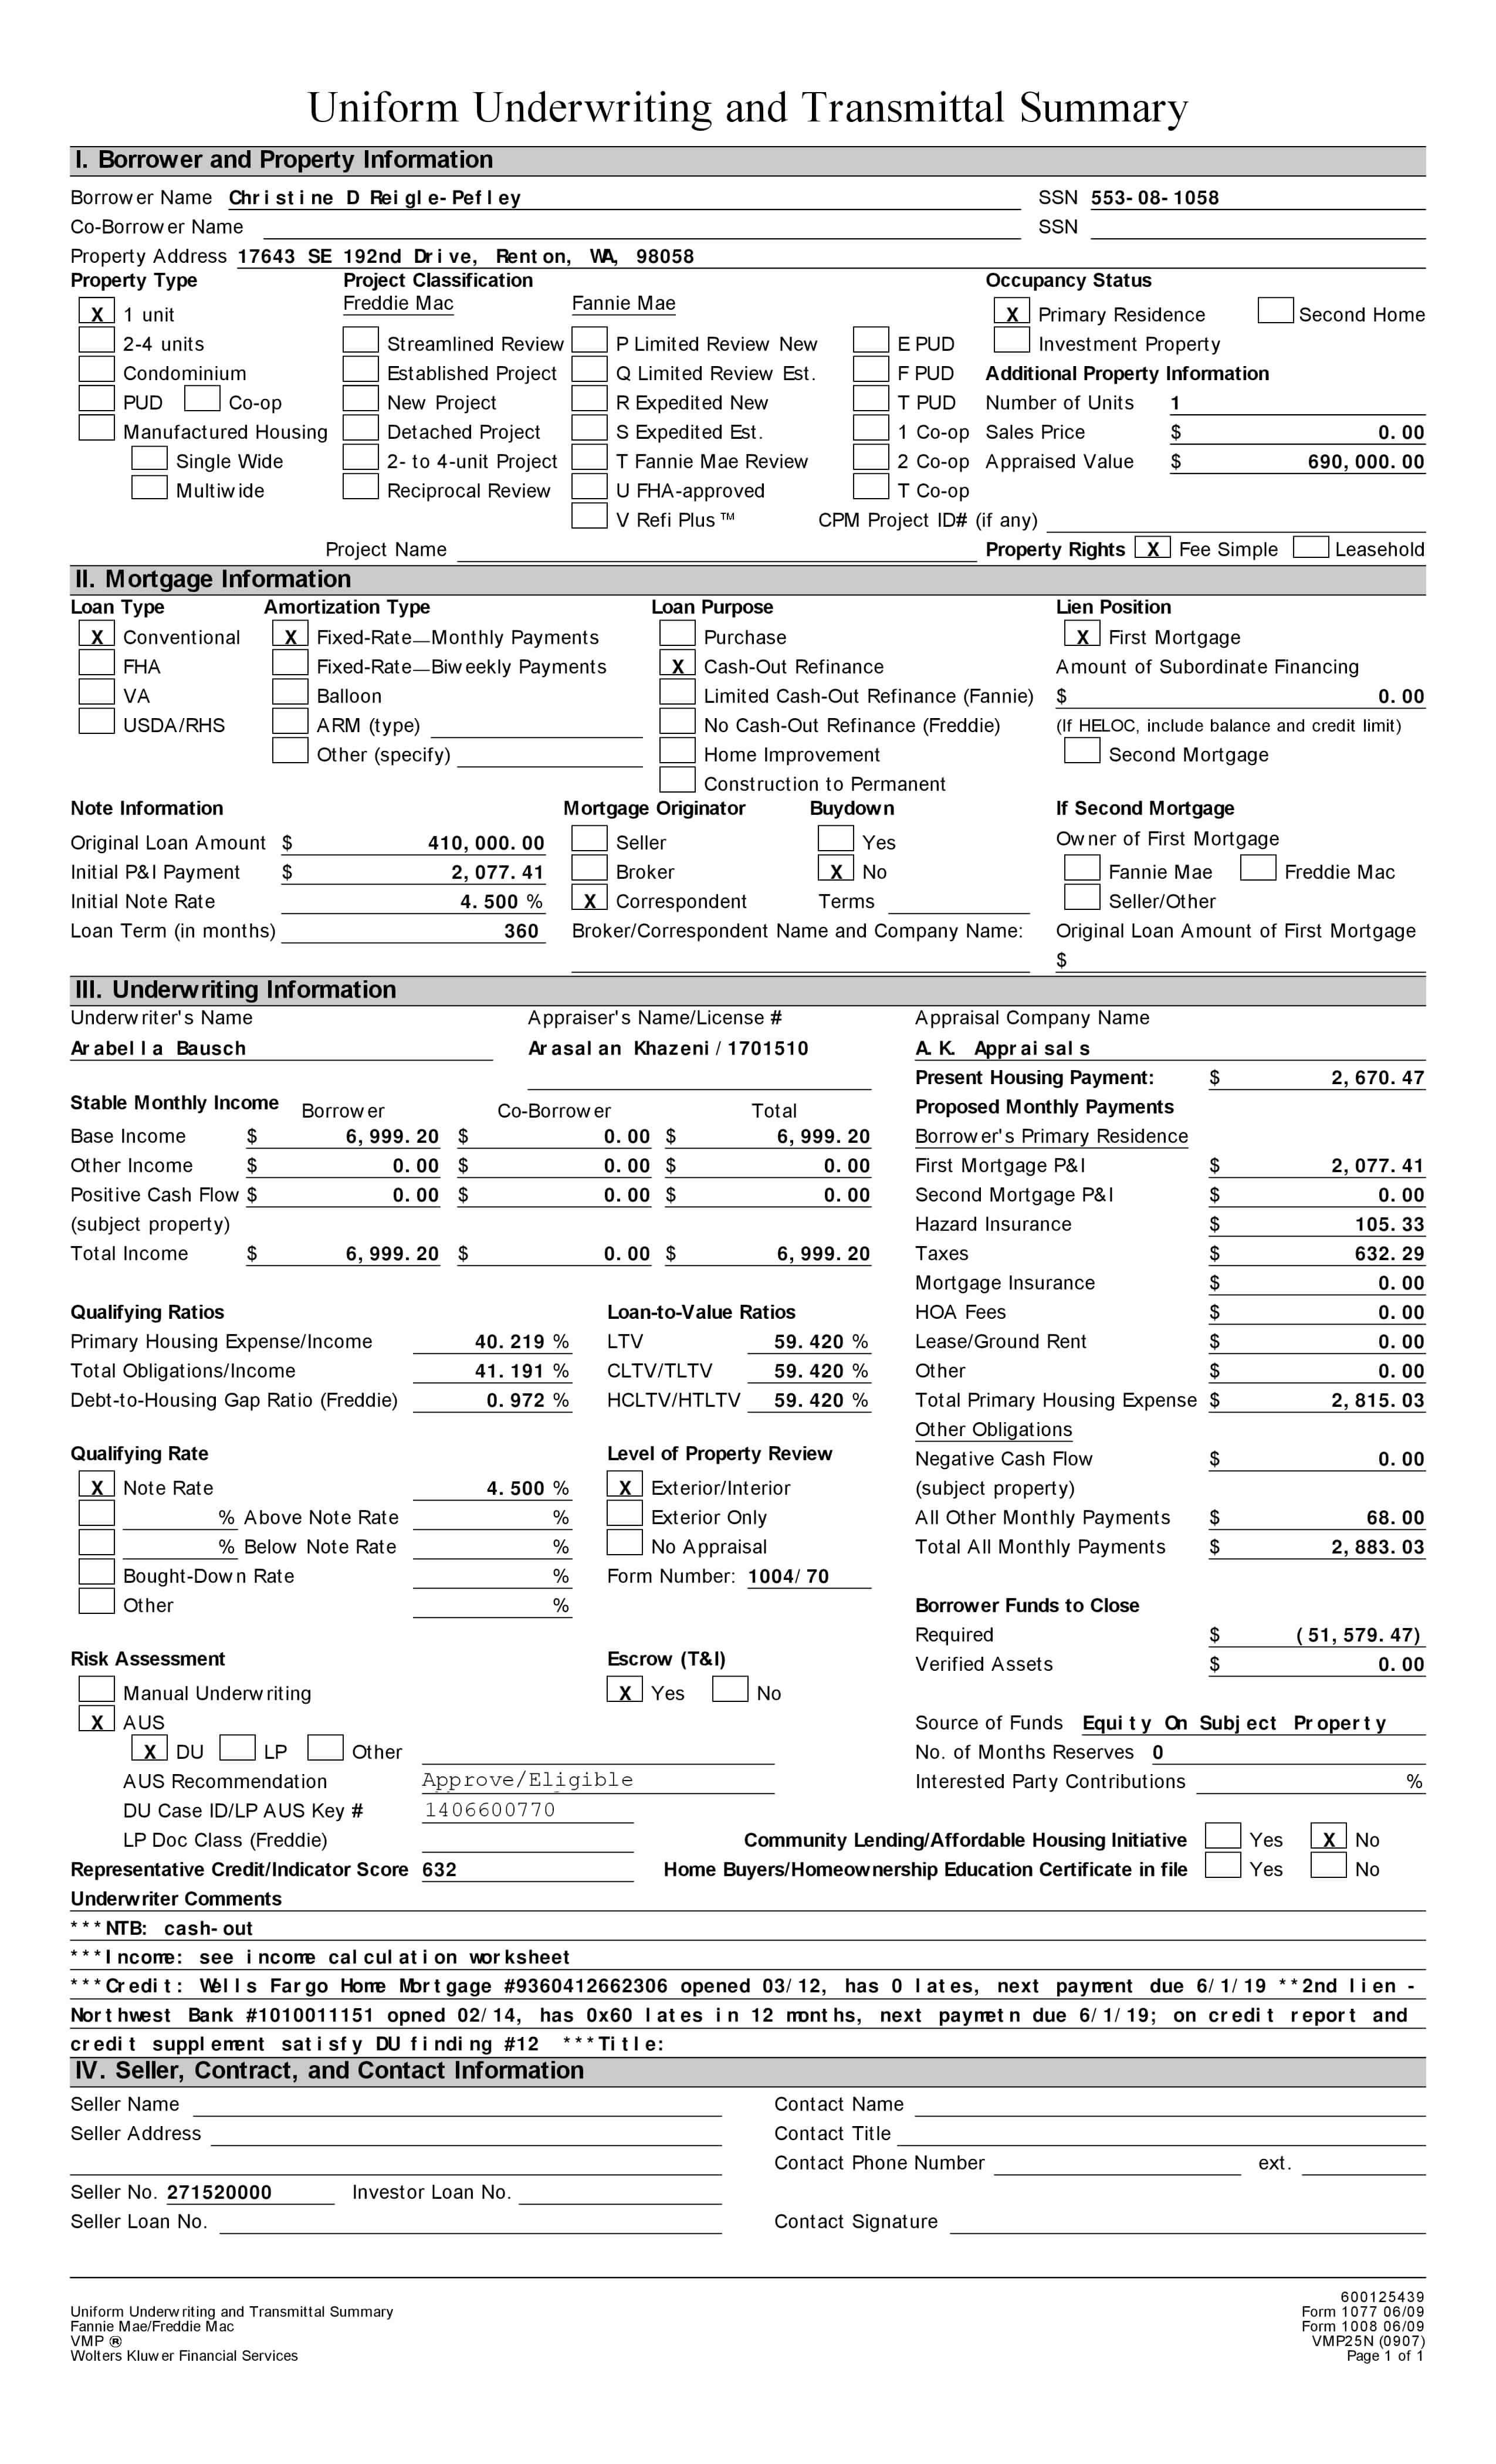 Uniform Underwriting and Transmittal Summary
I. Borrower and Property Information
Borrower Name Christine D Reigle-Pefley SSN 553-08-1058
Co-Borrower Name SSN
Property Address 17643 SE 192nd Drive, Renton, WA, 98058
Property Type Project Classification Occupancy Status
Freddie Mac Fannie Mae
X 1 unit X Primary Residence Second Home
2-4 units Streamlined Review P Limited Review New E PUD Investment Property
Condominium Established Project Q Limited Review Est. F PUD Additional Property Information
PUD Co-op New Project R Expedited New T PUD Number of Units 1
Manufactured Housing Detached Project S Expedited Est. 1 Co-op Sales Price $ 0.00
Single Wide 2- to 4-unit Project T Fannie Mae Review 2 Co-op Appraised Value $ 690,000.00
Multiwide Reciprocal Review U FHA-approved T Co-op
V Refi Plus™ CPM Project ID# (if any)
Project Name Property Rights X Fee Simple Leasehold
II. Mortgage Information
Loan Type Amortization Type Loan Purpose Lien Position
X Conventional X Fixed-Rate—Monthly Payments Purchase X First Mortgage
FHA Fixed-Rate—Biweekly Payments X Cash-Out Refinance Amount of Subordinate Financing
VA Balloon Limited Cash-Out Refinance (Fannie) $ 0.00
USDA/RHS ARM (type) No Cash-Out Refinance (Freddie) (If HELOC, include balance and credit limit)
Other (specify) Home Improvement Second Mortgage
Construction to Permanent
Note Information Mortgage Originator Buydown If Second Mortgage
Original Loan Amount $ 410,000.00 Seller Yes Owner of First Mortgage
Initial P&I Payment $ 2,077.41 Broker X No Fannie Mae Freddie Mac
Initial Note Rate 4.500 % X Correspondent Terms Seller/Other
Loan Term (in months) 360 Broker/Correspondent Name and Company Name: Original Loan Amount of First Mortgage
$
III. Underwriting Information
Underwriter's Name Appraiser's Name/License # Appraisal Company Name
Arabella Bausch Arasalan Khazeni / 1701510 A.K. Appraisals
Present Housing Payment: $ 2,670.47
Stable Monthly Income Borrower Co-Borrower Total Proposed Monthly Payments
Base Income $ 6,999.20 $ 0.00 $ 6,999.20 Borrower's Primary Residence
Other Income $ 0.00 $ 0.00 $ 0.00 First Mortgage P&I $ 2,077.41
Positive Cash Flow $ 0.00 $ 0.00 $ 0.00 Second Mortgage P&I $ 0.00
(subject property) Hazard Insurance $ 105.33
Total Income $ 6,999.20 $ 0.00 $ 6,999.20 Taxes $ 632.29
Mortgage Insurance $ 0.00
Qualifying Ratios Loan-to-Value Ratios HOA Fees $ 0.00
Primary Housing Expense/Income 40.219 % LTV 59.420 % Lease/Ground Rent $ 0.00
Total Obligations/Income 41.191 % CLTV/TLTV 59.420 % Other $ 0.00
Debt-to-Housing Gap Ratio (Freddie) 0.972 % HCLTV/HTLTV 59.420 % Total Primary Housing Expense $ 2,815.03
Other Obligations
Qualifying Rate Level of Property Review Negative Cash Flow $ 0.00
X Note Rate 4.500 % X Exterior/Interior (subject property)
% Above Note Rate % Exterior Only All Other Monthly Payments $ 68.00
% Below Note Rate % No Appraisal Total All Monthly Payments $ 2,883.03
Bought-Down Rate % Form Number: 1004/70
Other % Borrower Funds to Close
Required $ (51,579.47)
Risk Assessment Escrow (T&I) Verified Assets $ 0.00
Manual Underwriting X Yes No
X AUS Source of Funds Equity On Subject Property
X DU LP Other No. of Months Reserves 0
AUS Recommendation Approve/Eligible Interested Party Contributions %
DU Case ID/LP AUS Key # 1406600770
LP Doc Class (Freddie) Community Lending/Affordable Housing Initiative Yes X No
Representative Credit/Indicator Score 632 Home Buyers/Homeownership Education Certificate in file Yes No
Underwriter Comments
***NTB: cash-out
***Income: see income calculation worksheet
***Credit: Wells Fargo Home Mortgage #9360412662306 opened 03/12, has 0 lates, next payment due 6/1/19 **2nd lien -
Northwest Bank #1010011151 opned 02/14, has 0x60 lates in 12 months, next paymetn due 6/1/19; on credit report and
credit supplement satisfy DU finding #12 ***Title:
IV. Seller, Contract, and Contact Information
Seller Name Contact Name
Seller Address Contact Title
Contact Phone Number ext.
Seller No. 271520000 Investor Loan No.
Seller Loan No. Contact Signature
600125439
Uniform Underwriting and Transmittal Summary Form 1077 06/09
Fannie Mae/Freddie Mac Form 1008 06/09
VMP ® VMP25N (0907)
Wolters Kluwer Financial Services Page 1 of 1